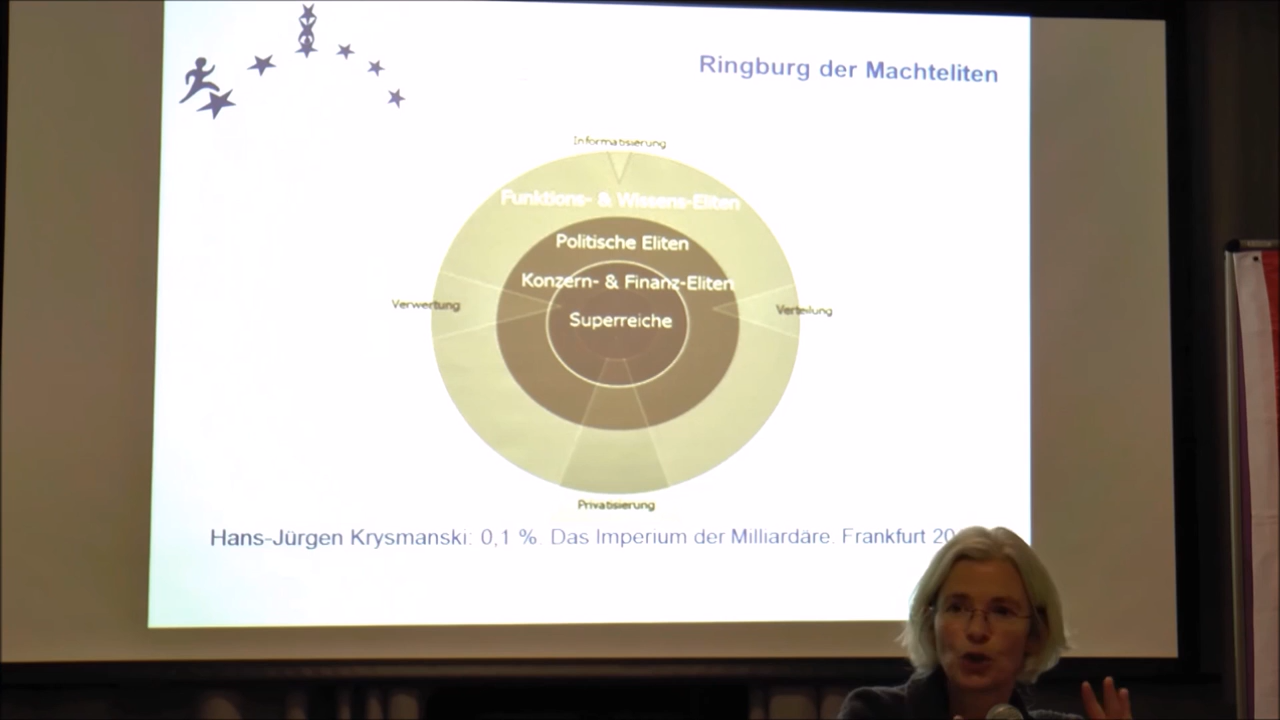 Ringburg der Machteliten
Informatisierung
Funktions- & Wissens-Eliten
Politische Eliten
Konzern- & Finanz-Eliten
Verwertung
Verteilung
Superreiche
Privatisierung
Hans-Jürgen Krysmanski: 0,1 % Das Imperium der Milliardäre. Frankfurt